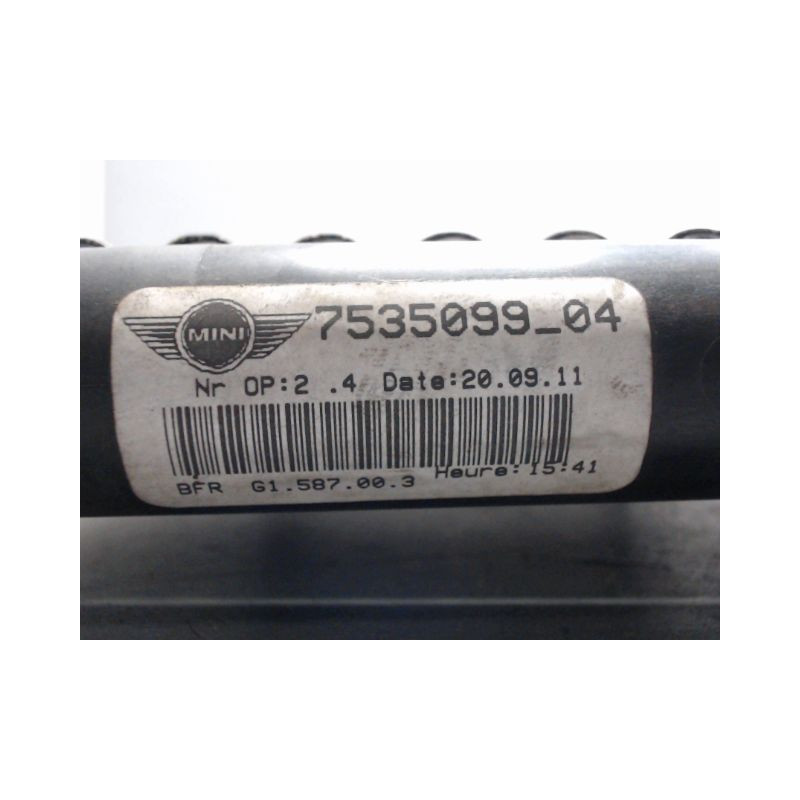 MINI 7535099_04
Nr OP:2 .4 Date:20.09.11
BFR G1.587.00.3 Heure:15:41